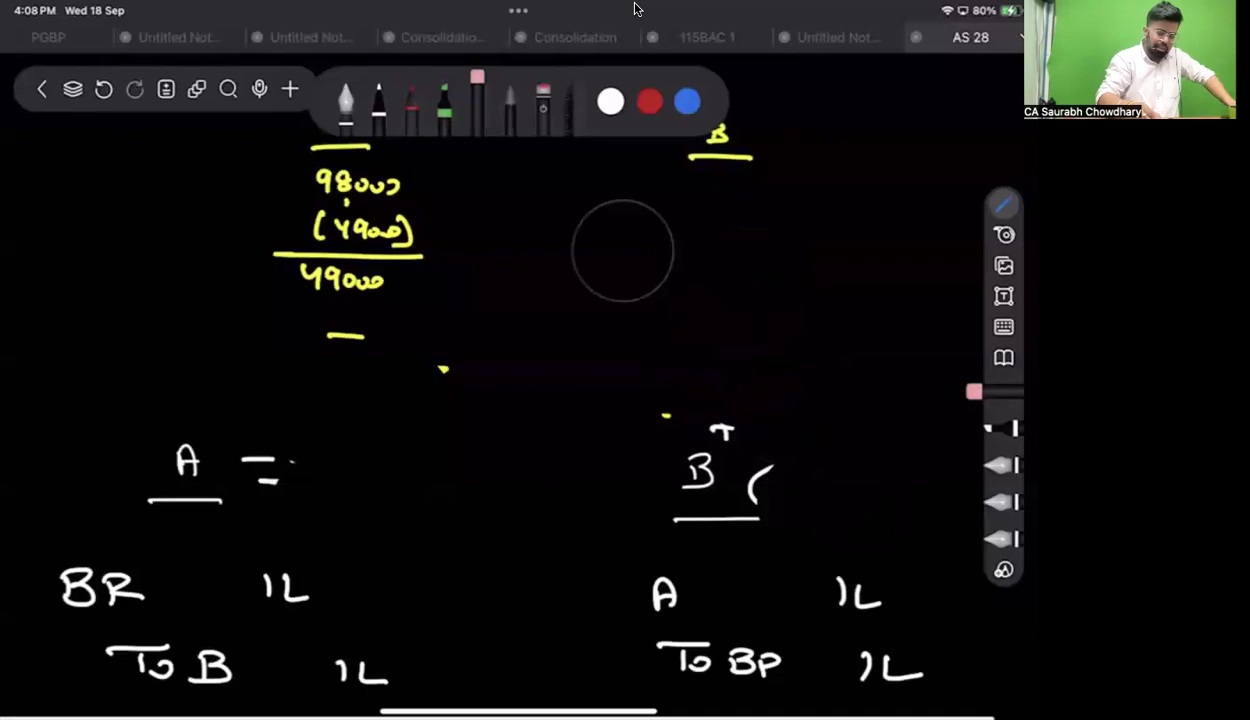 4:08 PM Wed 18 Sep
80%
PGBP
Untitled Not...
Untitled Not...
Consolidatio...
Consolidation
115BAC 1
Untitled Not...
AS 28
CA Saurabh Chowdhary
B
98000
(49000)
49000
A =
B (
BR 1L
To B 1L
A 1L
To BP 1L